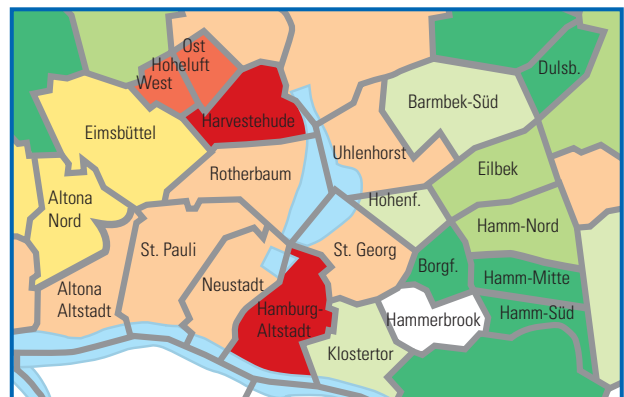 Ost
Hoheluft
West
Dulsb.
Barmbek-Süd
Harvestehude
Eimsbüttel
Uhlenhorst
Eilbek
Rotherbaum
Altona
Nord
Hohenf.
Hamm-Nord
St. Pauli
St. Georg
Borgf.
Hamm-Mitte
Neustadt
Altona
Altstadt
Hamburg-
Altstadt
Hammerbrook
Hamm-Süd
Klostertor